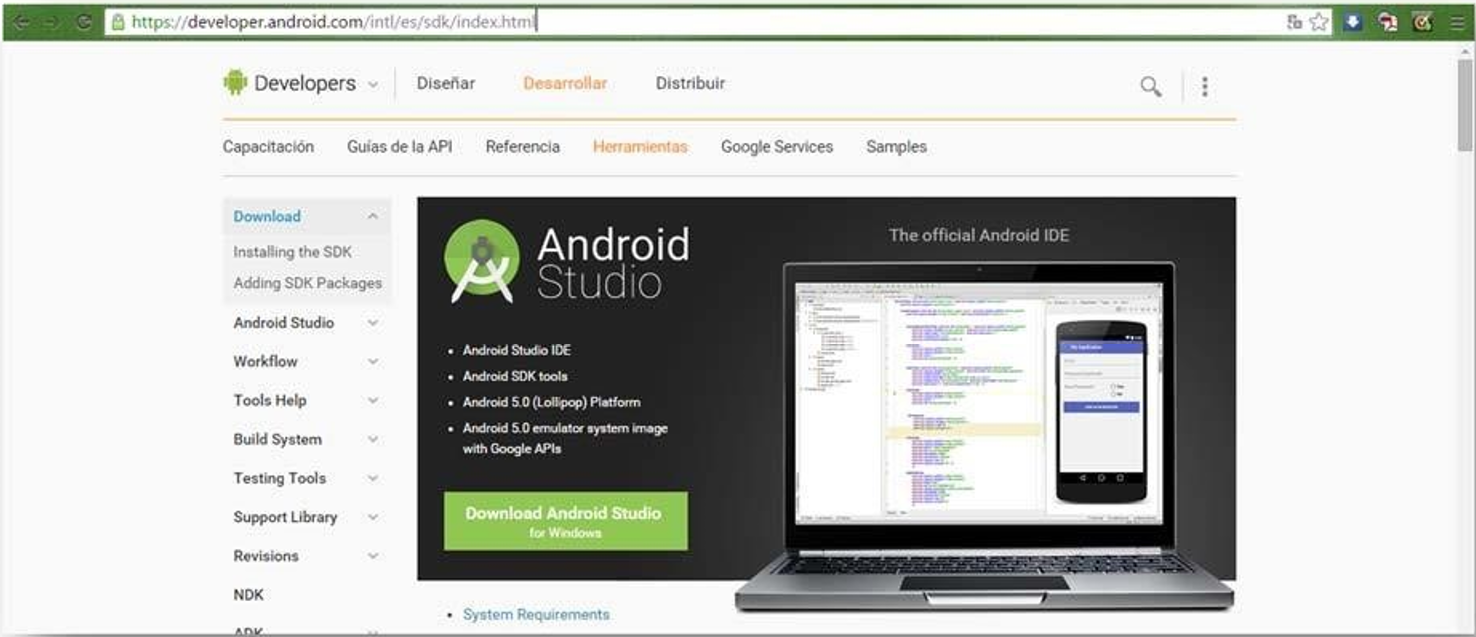 https://developer.android.com/intl/es/sdk/index.html
Developers Diseñar Desarrollar Distribuir
Capacitación Guías de la API Referencia Herramientas Google Services Samples
Download
Installing the SDK
Adding SDK Packages
Android Studio
Workflow
Tools Help
Build System
Testing Tools
Support Library
Revisions
NDK
ADK
Android
Studio
Android Studio IDE
Android SDK tools
Android 5.0 (Lollipop) Platform
Android 5.0 emulator system image
with Google APIs
Download Android Studio
for Windows
The official Android IDE
System Requirements